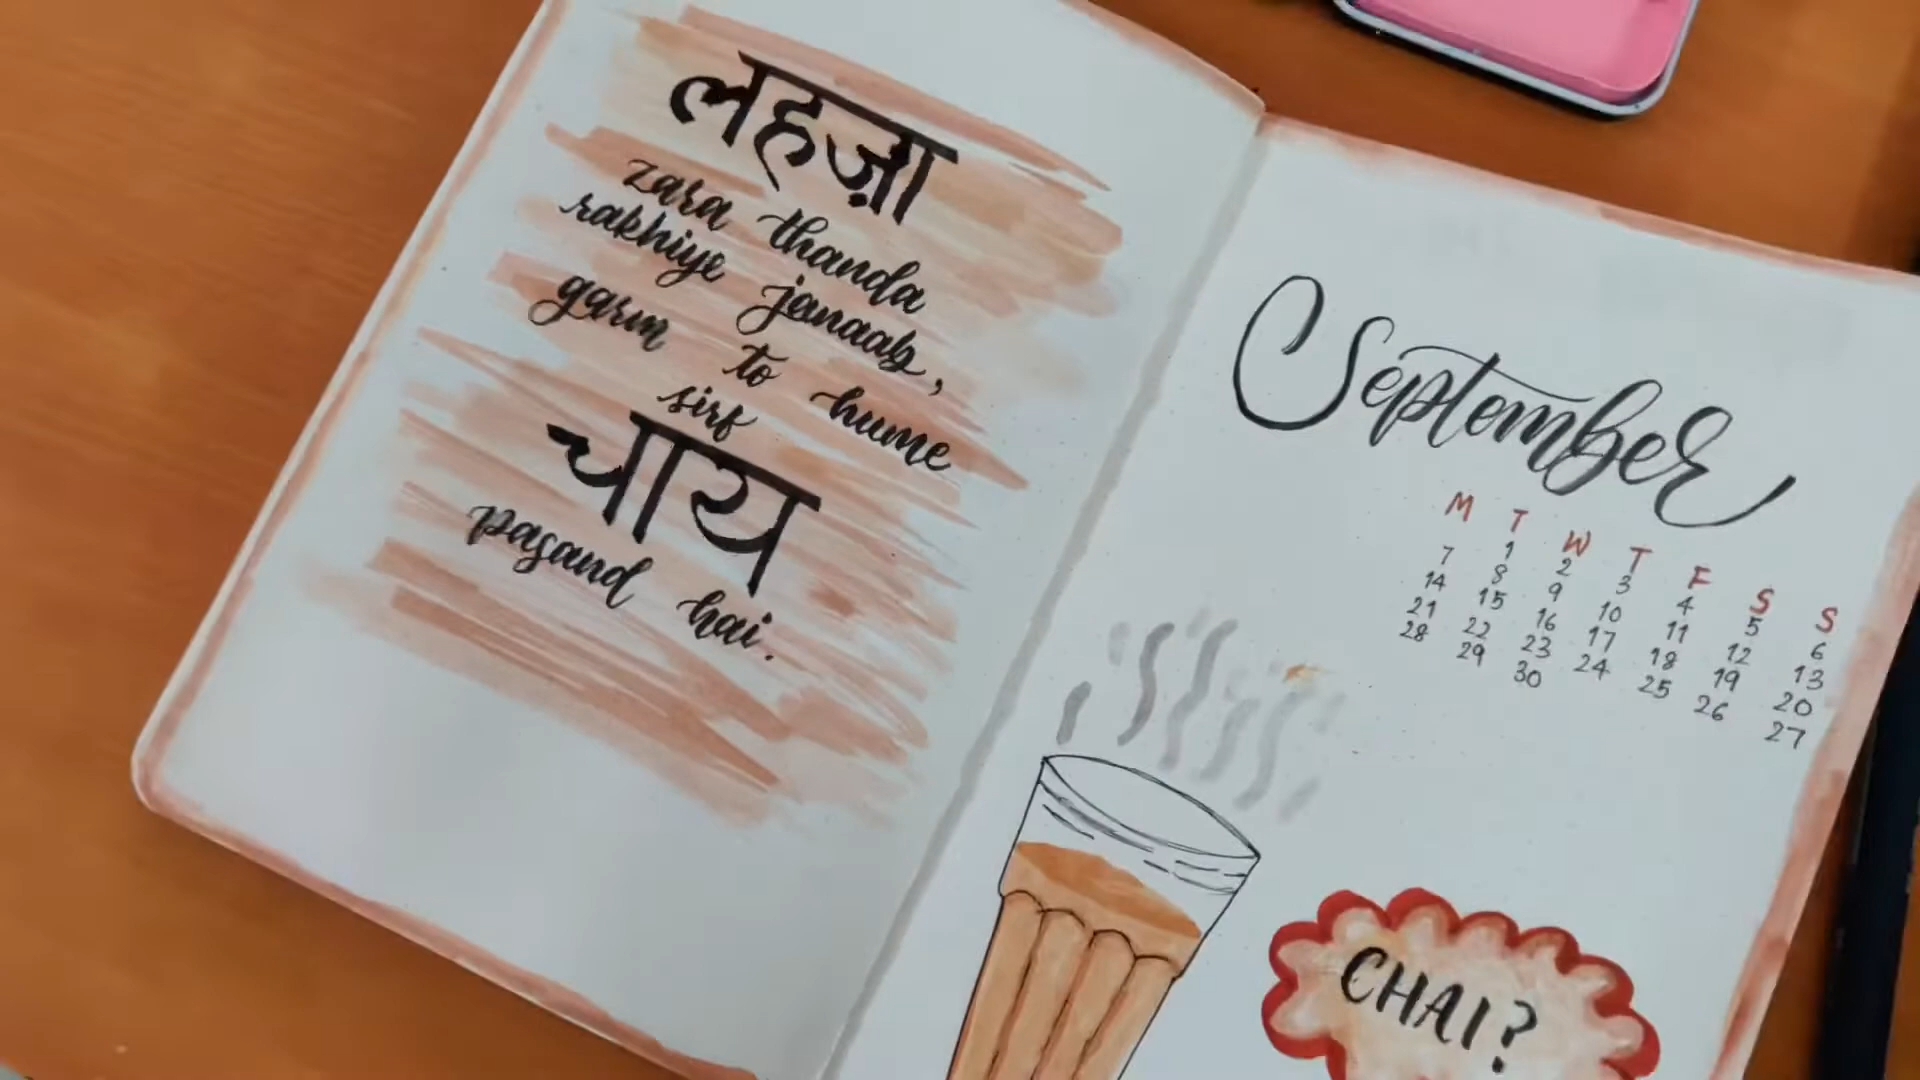 लहज़ा
zara thanda
rakhiye janaab,
garm to hume
sirf
चाय
pasand hai.
September
M T W T F S S
1 2 3 4 5 6
7 8 9 10 11 12 13
14 15 16 17 18 19 20
21 22 23 24 25 26 27
28 29 30
CHAI?